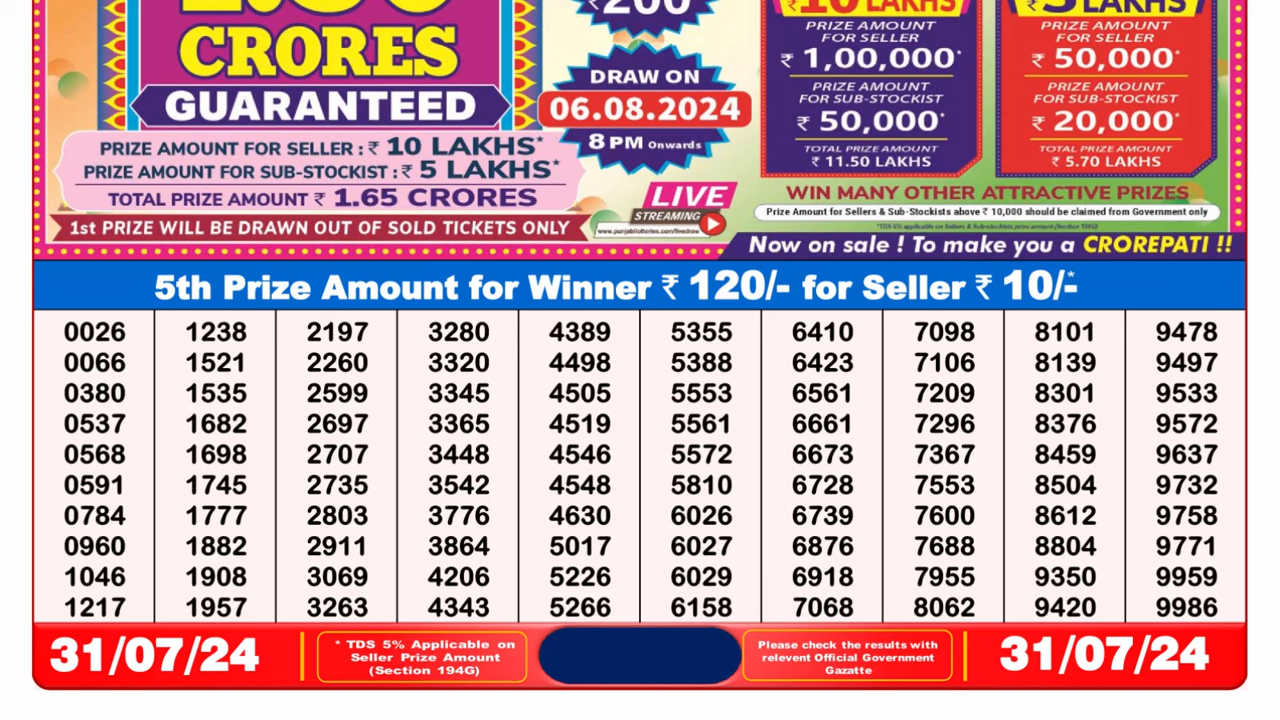 CRORES
GUARANTEED
PRIZE AMOUNT FOR SELLER : ₹ 10 LAKHS*
PRIZE AMOUNT FOR SUB-STOCKIST : ₹ 5 LAKHS*
TOTAL PRIZE AMOUNT ₹ 1.65 CRORES
1st PRIZE WILL BE DRAWN OUT OF SOLD TICKETS ONLY
₹200
DRAW ON
06.08.2024
8 PM Onwards
LIVE
STREAMING
www.punjablotteries.com/livedraw
₹10 LAKHS
PRIZE AMOUNT
FOR SELLER
₹ 1,00,000*
PRIZE AMOUNT
FOR SUB-STOCKIST
₹ 50,000*
TOTAL PRIZE AMOUNT
₹ 11.50 LAKHS
₹5 LAKHS
PRIZE AMOUNT
FOR SELLER
₹ 50,000*
PRIZE AMOUNT
FOR SUB-STOCKIST
₹ 20,000*
TOTAL PRIZE AMOUNT
₹ 5.70 LAKHS
WIN MANY OTHER ATTRACTIVE PRIZES
Prize Amount for Sellers & Sub-Stockists above ₹ 10,000 should be claimed from Government only
Now on sale ! To make you a CROREPATI !!
5th Prize Amount for Winner ₹ 120/- for Seller ₹ 10/-*
0026 1238 2197 3280 4389 5355 6410 7098 8101 9478
0066 1521 2260 3320 4498 5388 6423 7106 8139 9497
0380 1535 2599 3345 4505 5553 6561 7209 8301 9533
0537 1682 2697 3365 4519 5561 6661 7296 8376 9572
0568 1698 2707 3448 4546 5572 6673 7367 8459 9637
0591 1745 2735 3542 4548 5810 6728 7553 8504 9732
0784 1777 2803 3776 4630 6026 6739 7600 8612 9758
0960 1882 2911 3864 5017 6027 6876 7688 8804 9771
1046 1908 3069 4206 5226 6029 6918 7955 9350 9959
1217 1957 3263 4343 5266 6158 7068 8062 9420 9986
31/07/24
* TDS 5% Applicable on
Seller Prize Amount
(Section 194G)
Please check the results with
relevent Official Government
Gazatte
31/07/24